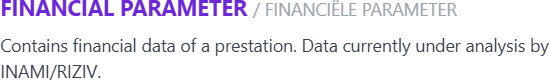 FINANCIAL PARAMETER / FINANCIËLE PARAMETER
Contains financial data of a prestation. Data currently under analysis by
INAMI/RIZIV.